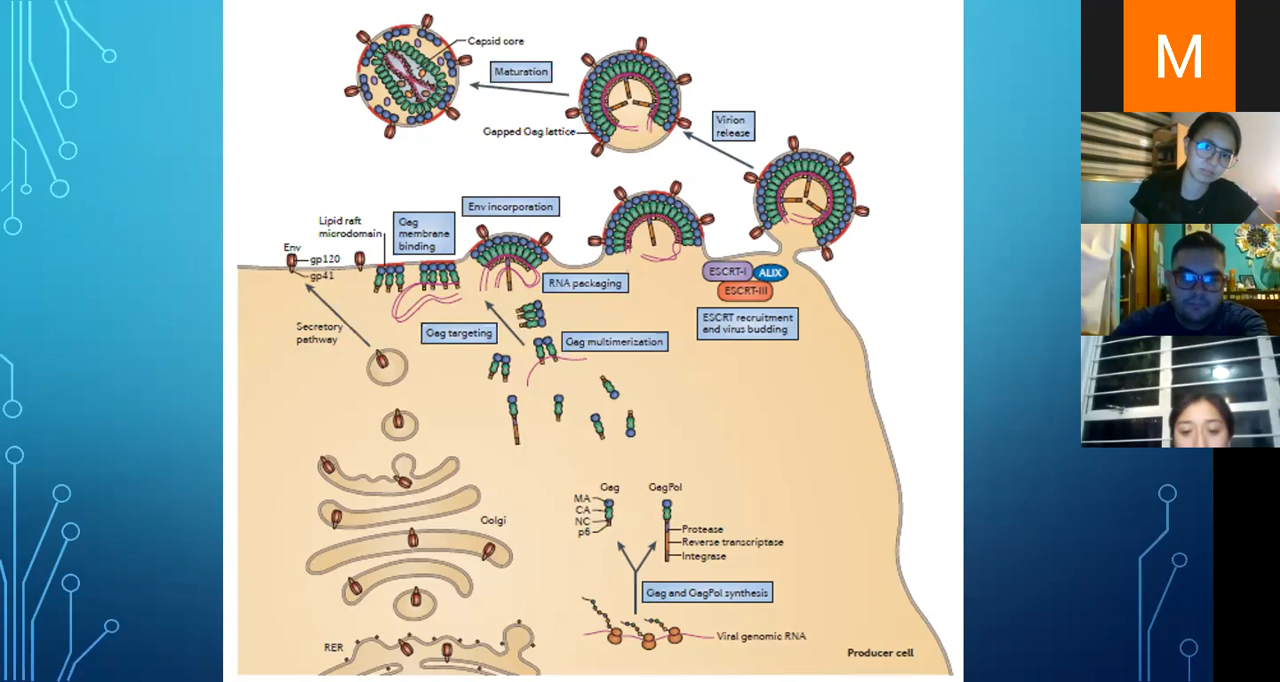 M
Capsid core
Maturation
Gapped Gag lattice
Virion
release
Env incorporation
Lipid raft
microdomain
Gag
membrane
binding
Env
gp120
gp41
RNA packaging
ESCRT-I
ALIX
ESCRT-III
ESCRT recruitment
and virus budding
Secretory
pathway
Gag targeting
Gag multimerization
Golgi
Gag
GagPol
MA
CA
NC
p6
Protease
Reverse transcriptase
Integrase
Gag and GagPol synthesis
Viral genomic RNA
RER
Producer cell